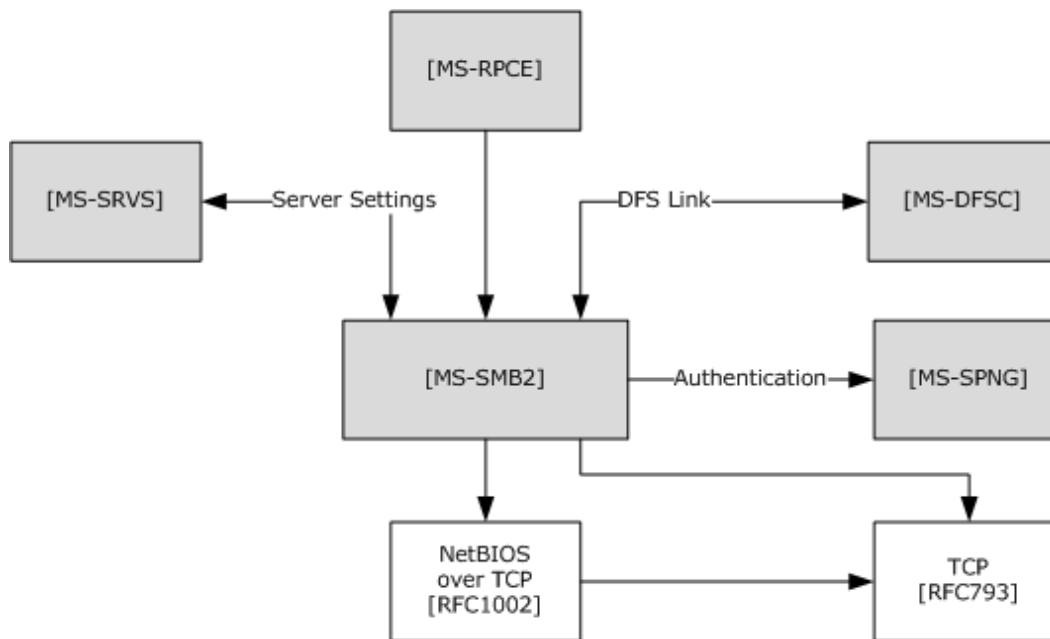 [MS-RPCE]
[MS-SRVS]
Server Settings
DFS Link
[MS-DFSC]
[MS-SMB2]
Authentication
[MS-SPNG]
NetBIOS
over TCP
[RFC1002]
TCP
[RFC793]